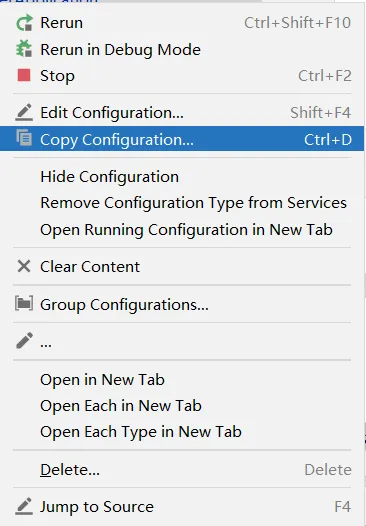 Rerun Ctrl+Shift+F10
Rerun in Debug Mode
Stop Ctrl+F2
Edit Configuration... Shift+F4
Copy Configuration... Ctrl+D
Hide Configuration
Remove Configuration Type from Services
Open Running Configuration in New Tab
Clear Content
Group Configurations...
...
Open in New Tab
Open Each in New Tab
Open Each Type in New Tab
Delete... Delete
Jump to Source F4